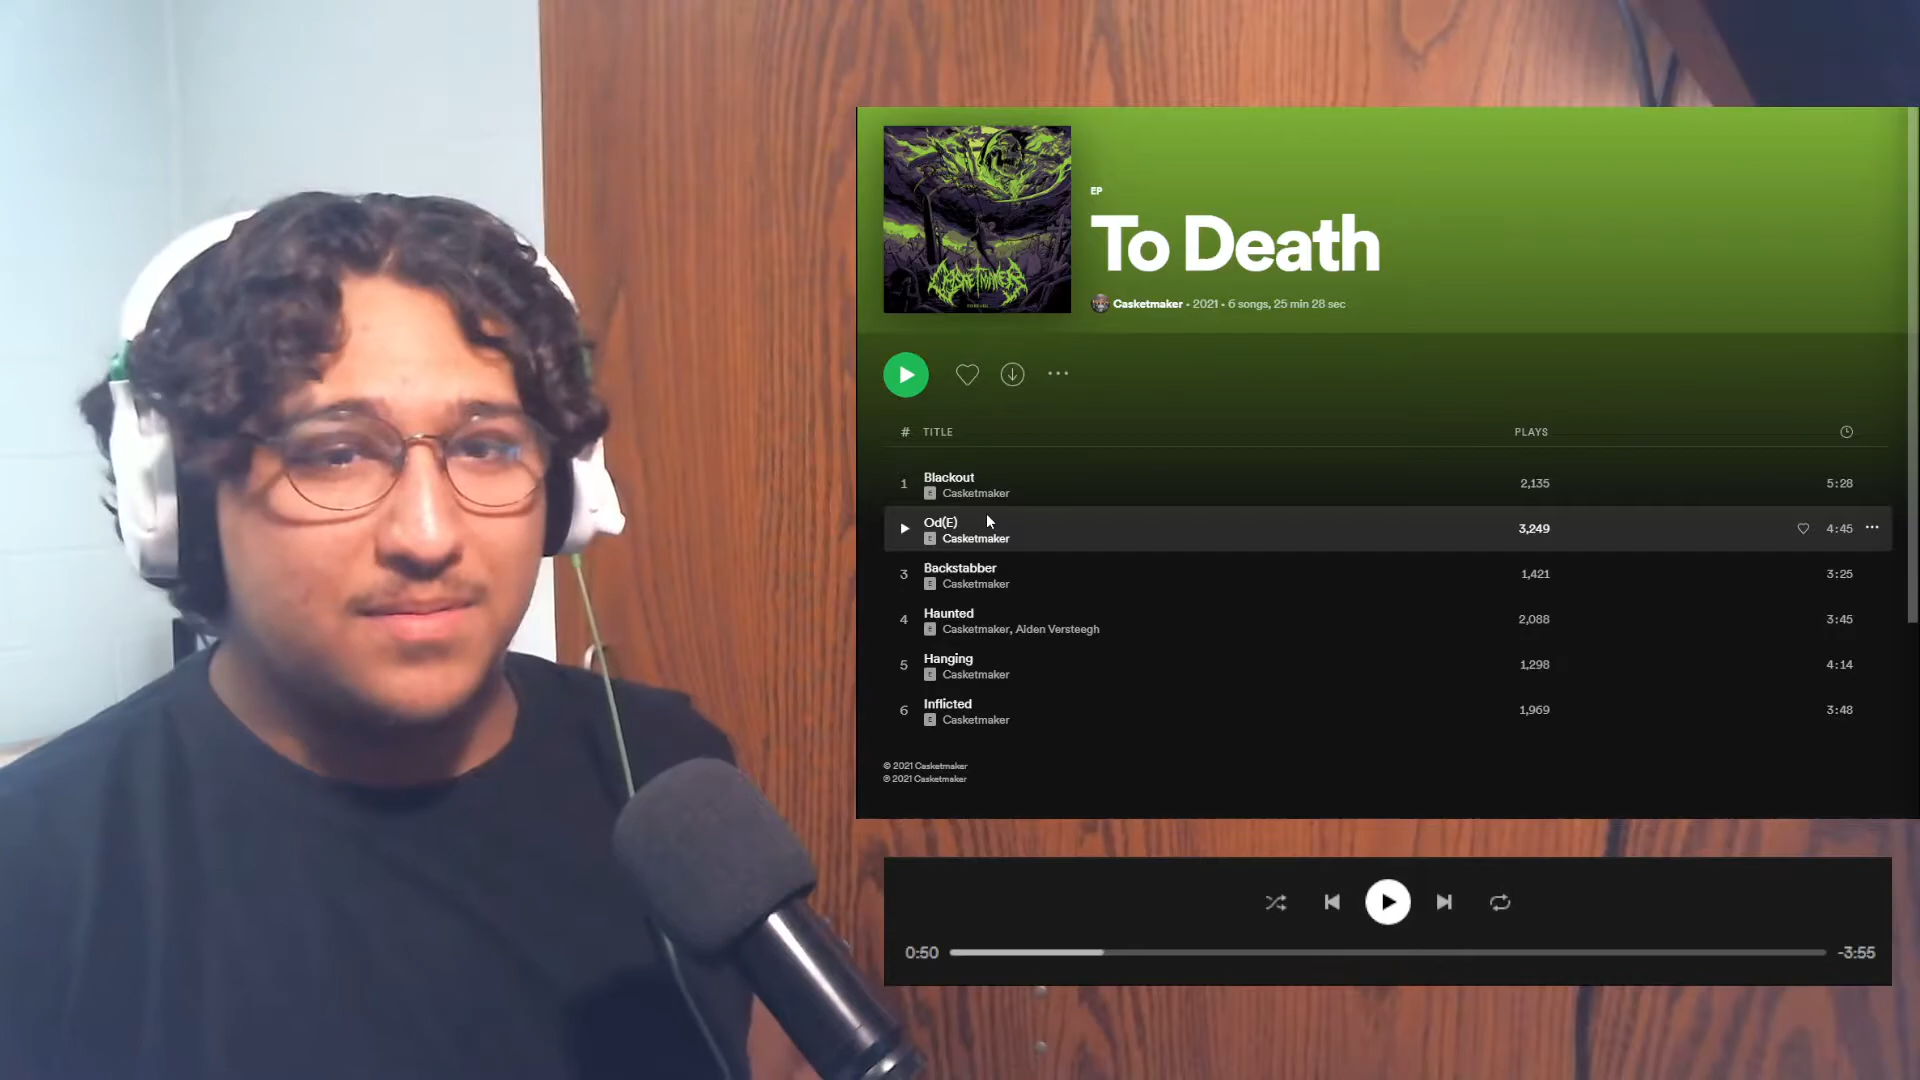 EP
To Death
Casketmaker • 2021 • 6 songs, 25 min 28 sec
CASKETMAKER
# TITLE PLAYS
1 Blackout 2,135 5:28
E Casketmaker
Od(E) 3,249 4:45
E Casketmaker
3 Backstabber 1,421 3:25
E Casketmaker
4 Haunted 2,088 3:45
E Casketmaker, Aiden Versteegh
5 Hanging 1,298 4:14
E Casketmaker
6 Inflicted 1,969 3:48
E Casketmaker
© 2021 Casketmaker
℗ 2021 Casketmaker
0:50 -3:55